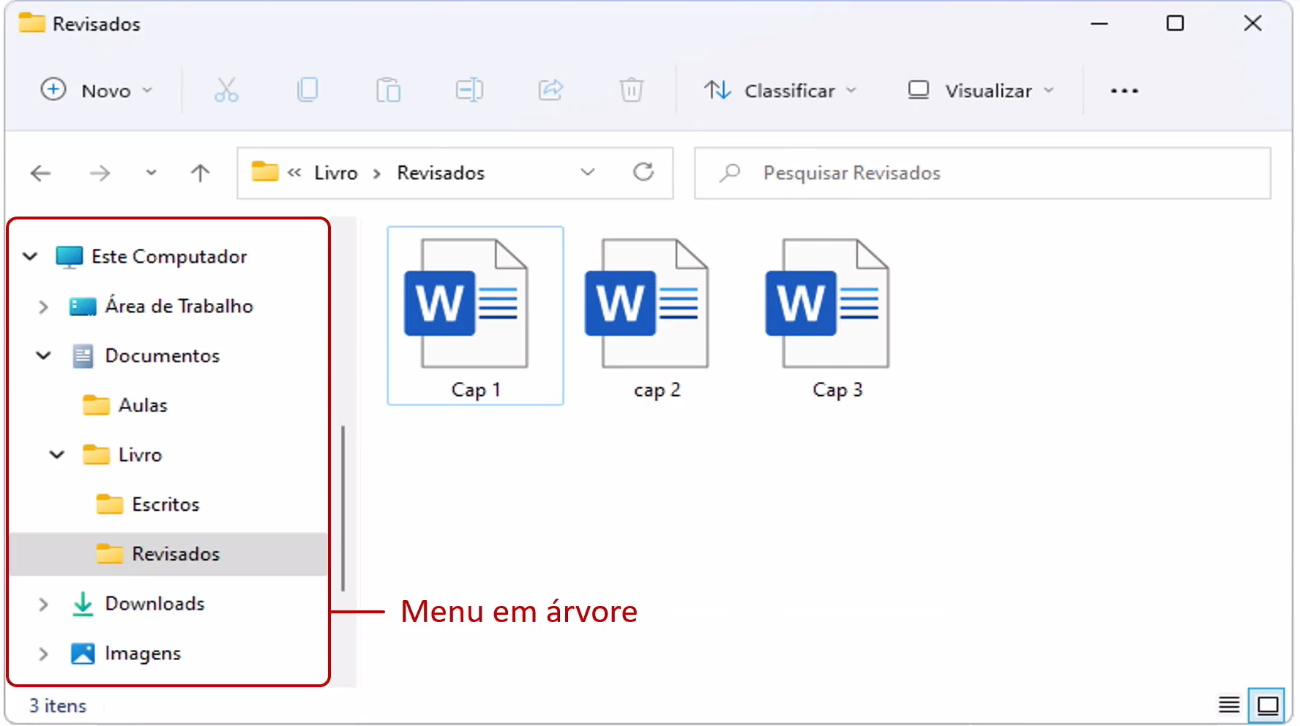 Revisados
Novo
Classificar
Visualizar
« Livro > Revisados
Pesquisar Revisados
Este Computador
Área de Trabalho
Documentos
Aulas
Livro
Escritos
Revisados
Downloads
Imagens
W
Cap 1
W
cap 2
W
Cap 3
Menu em árvore
3 itens